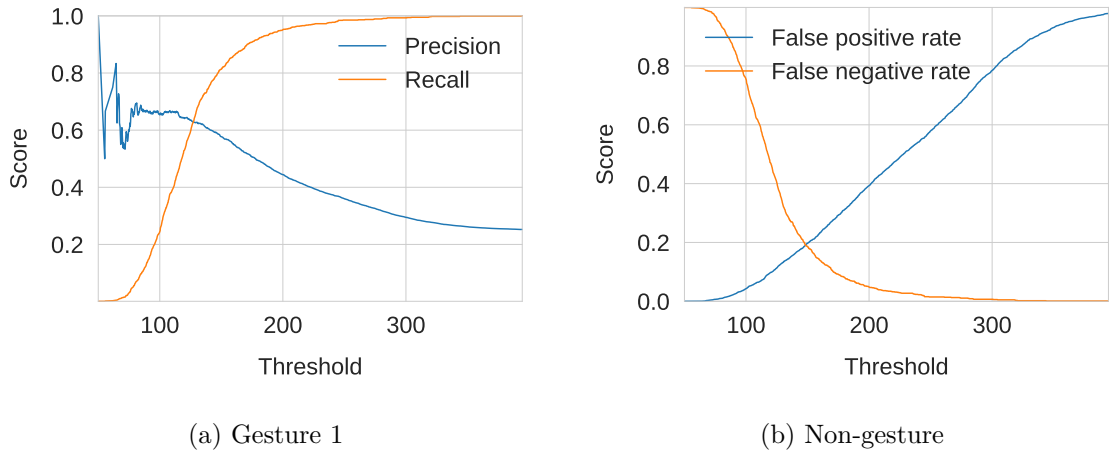 1.0
0.8
0.6
0.4
0.2
Score
Precision
Recall
100 200 300
Threshold
(a) Gesture 1
0.8
0.6
0.4
0.2
0.0
Score
False positive rate
False negative rate
100 200 300
Threshold
(b) Non-gesture